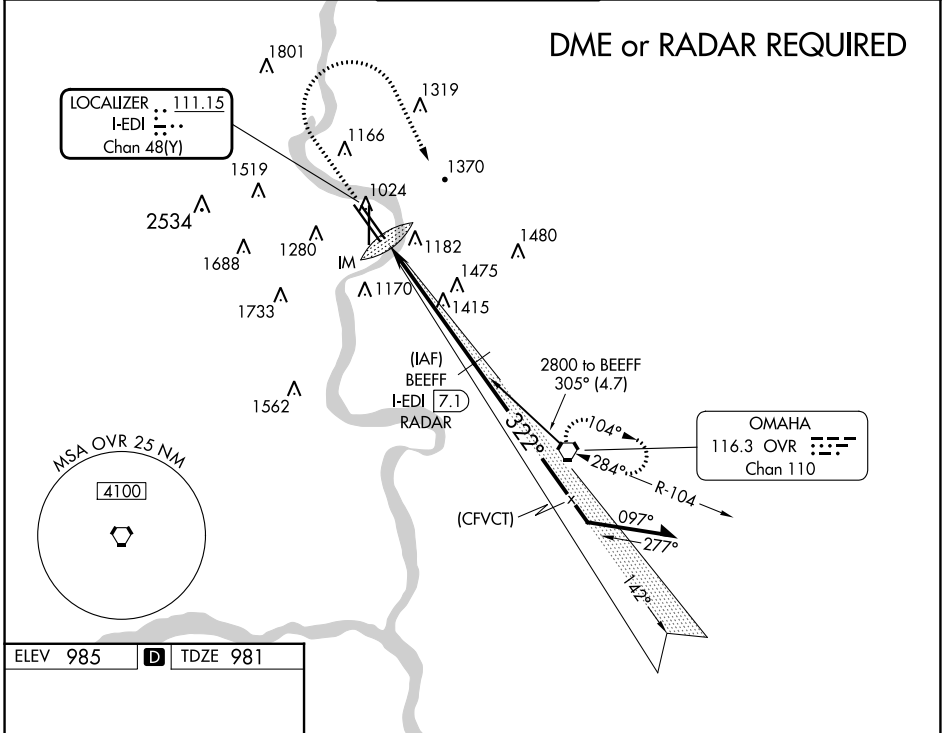 DME or RADAR REQUIRED
1801
1319
LOCALIZER 111.15
I-EDI
Chan 48(Y)
1166
1370
1519
1024
2534
1280
1182
1480
1688
IM
1475
1170
1415
1733
(IAF)
BEEFF
I-EDI 7.1
RADAR
2800 to BEEFF
305° (4.7)
1562
322°
104°
284°
R-104
OMAHA
116.3 OVR
Chan 110
MSA OVR 25 NM
4100
(CFVCT)
097°
277°
142°
ELEV 985 D TDZE 981